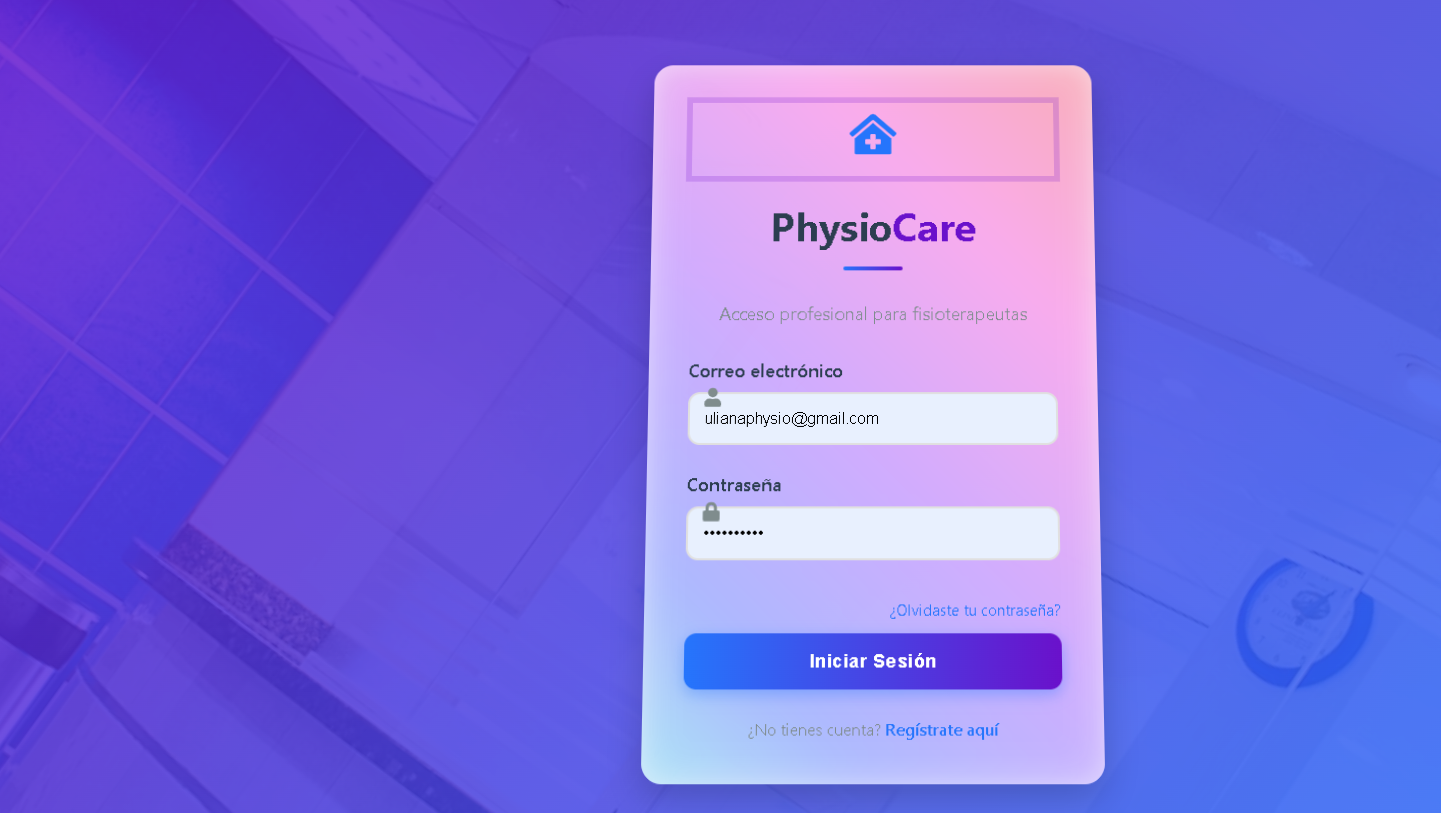 PhysioCare
Acceso profesional para fisioterapeutas
Correo electrónico
ulianaphysio@gmail.com
Contraseña
••••••••••
¿Olvidaste tu contraseña?
Iniciar Sesión
¿No tienes cuenta? Regístrate aquí